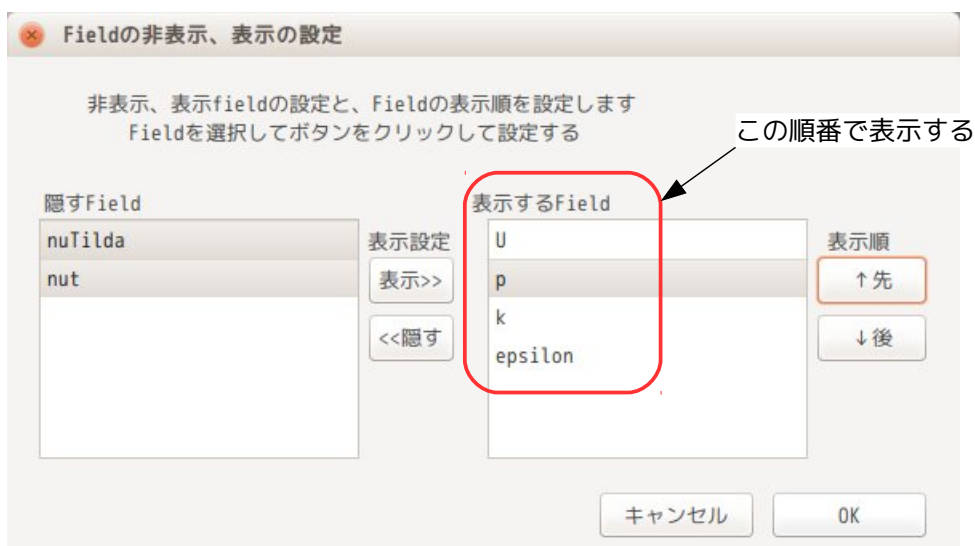 Fieldの非表示、表示の設定
非表示、表示fieldの設定と、Fieldの表示順を設定します
Fieldを選択してボタンをクリックして設定する
この順番で表示する
隠すField
表示するField
nuTilda
nut
表示設定
表示>>
<<隠す
U
p
k
epsilon
表示順
↑先
↓後
キャンセル
OK